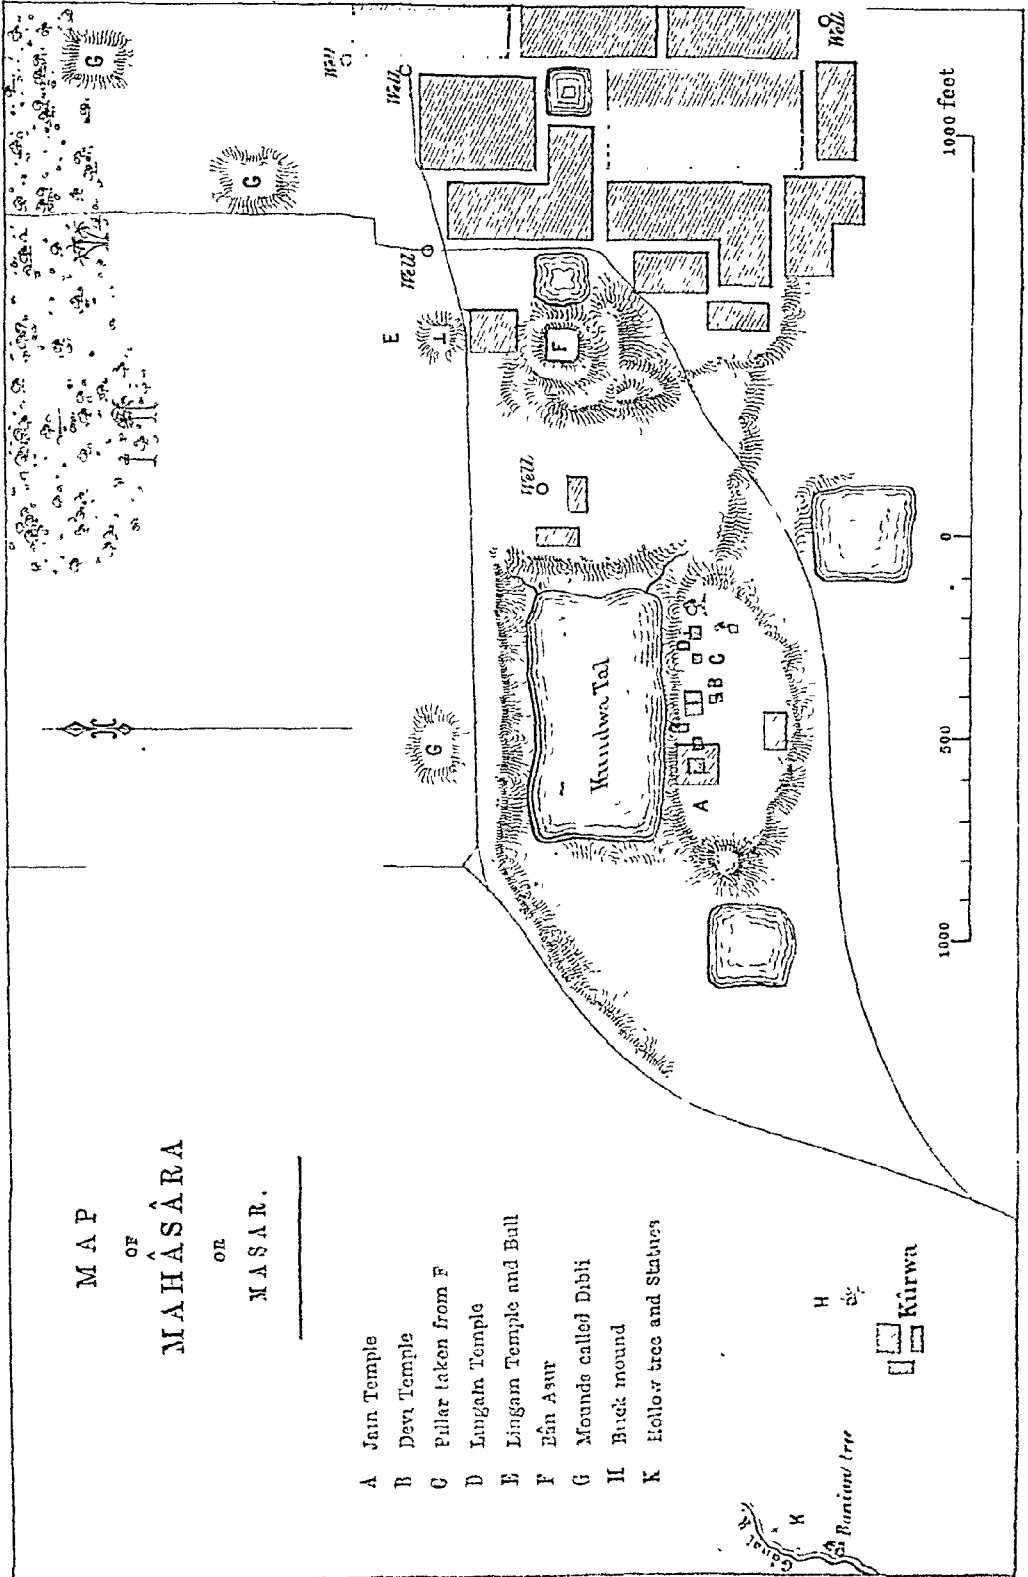 MAP
OF
MAHÂSÂRA
OR
MASAR.
A Jain Temple
B Devi Temple
C Pillar taken from F
D Lingam Temple
E Lingam Temple and Bull
F Bân Asur
G Mounds called Dibli
H Brick mound
K Hollow tree and Statues
G
Well
Well
Well
G
Well
E
F
Well
G
Kundwa Tal
D
C
B
A
1000 feet
0
500
1000
H
Kûrwa
K
Banian tree